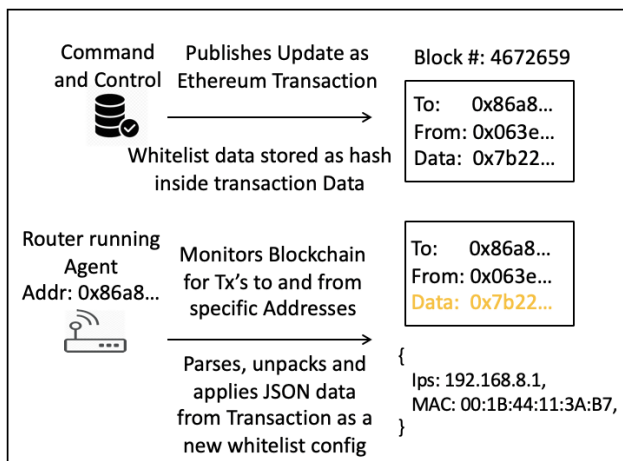 Command
and Control
Publishes Update as
Ethereum Transaction
Block #: 4672659
To: 0x86a8...
From: 0x063e...
Data: 0x7b22...
Whitelist data stored as hash
inside transaction Data
Router running
Agent
Addr: 0x86a8...
Monitors Blockchain
for Tx's to and from
specific Addresses
To: 0x86a8...
From: 0x063e...
Data: 0x7b22...
Parses, unpacks and
applies JSON data
from Transaction as a
new whitelist config
{
Ips: 192.168.8.1,
MAC: 00:1B:44:11:3A:B7,
}